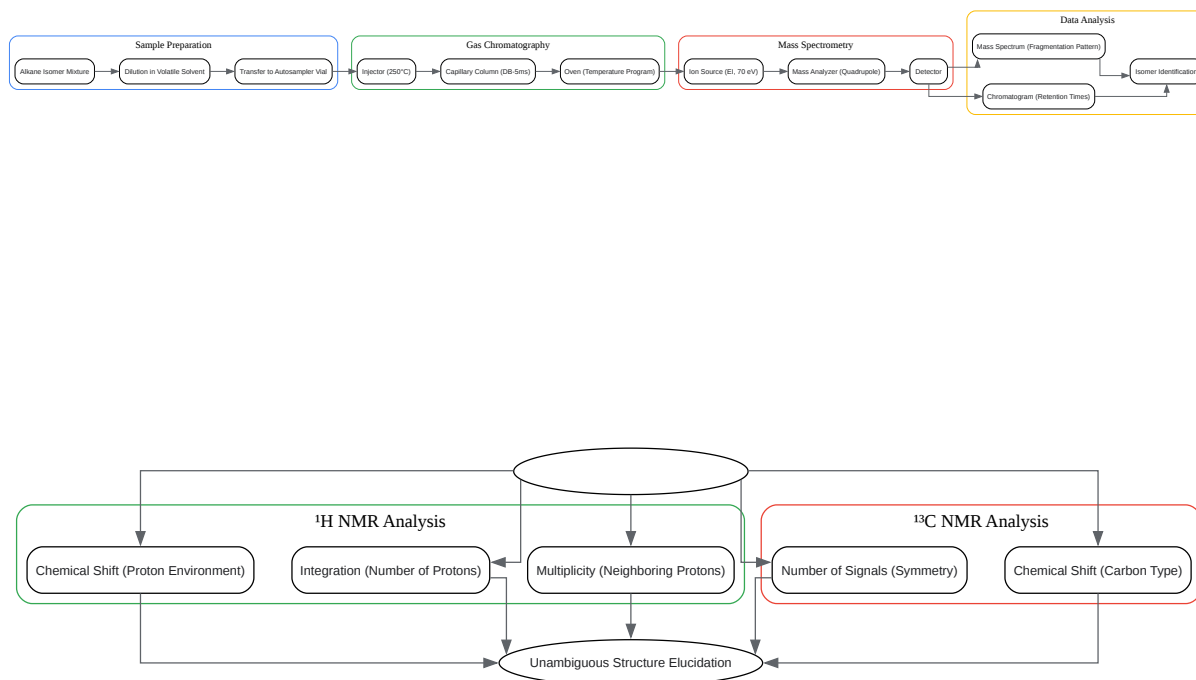 Sample Preparation
Alkane Isomer Mixture
Dilution in Volatile Solvent
Transfer to Autosampler Vial
Gas Chromatography
Injector (250°C)
Capillary Column (DB-5ms)
Oven (Temperature Program)
Mass Spectrometry
Ion Source (EI, 70 eV)
Mass Analyzer (Quadrupole)
Detector
Data Analysis
Mass Spectrum (Fragmentation Pattern)
Chromatogram (Retention Times)
Isomer Identification
¹H NMR Analysis
Chemical Shift (Proton Environment)
Integration (Number of Protons)
Multiplicity (Neighboring Protons)
¹³C NMR Analysis
Number of Signals (Symmetry)
Chemical Shift (Carbon Type)
Unambiguous Structure Elucidation